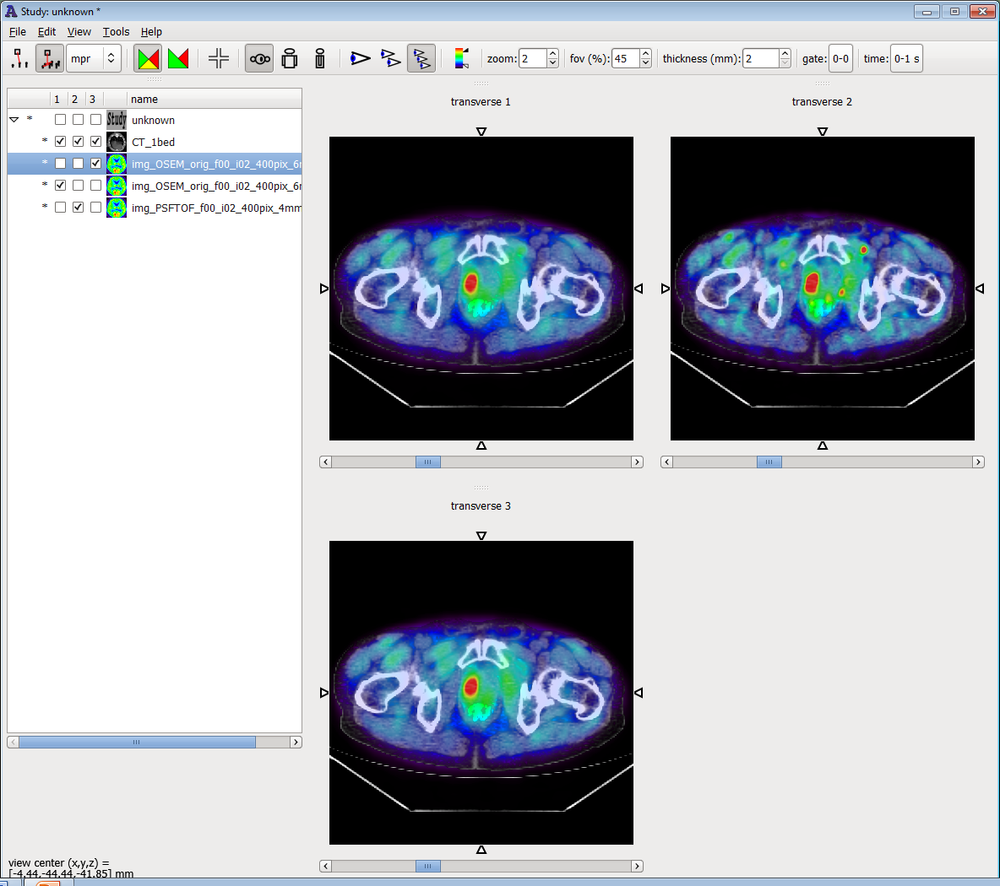 Study: unknown *
File Edit View Tools Help
mpr zoom: 2 fov (%): 45 thickness (mm): 2 gate: 0-0 time: 0-1 s
1 2 3 name
* Study unknown
* CT_1bed
* img_OSEM_orig_f00_i02_400pix_6m
* img_OSEM_orig_f00_i02_400pix_6m
* img_PSFTOF_f00_i02_400pix_4mm
transverse 1
transverse 2
transverse 3
view center (x,y,z) =
[-4.44,-44.44,-41.85] mm